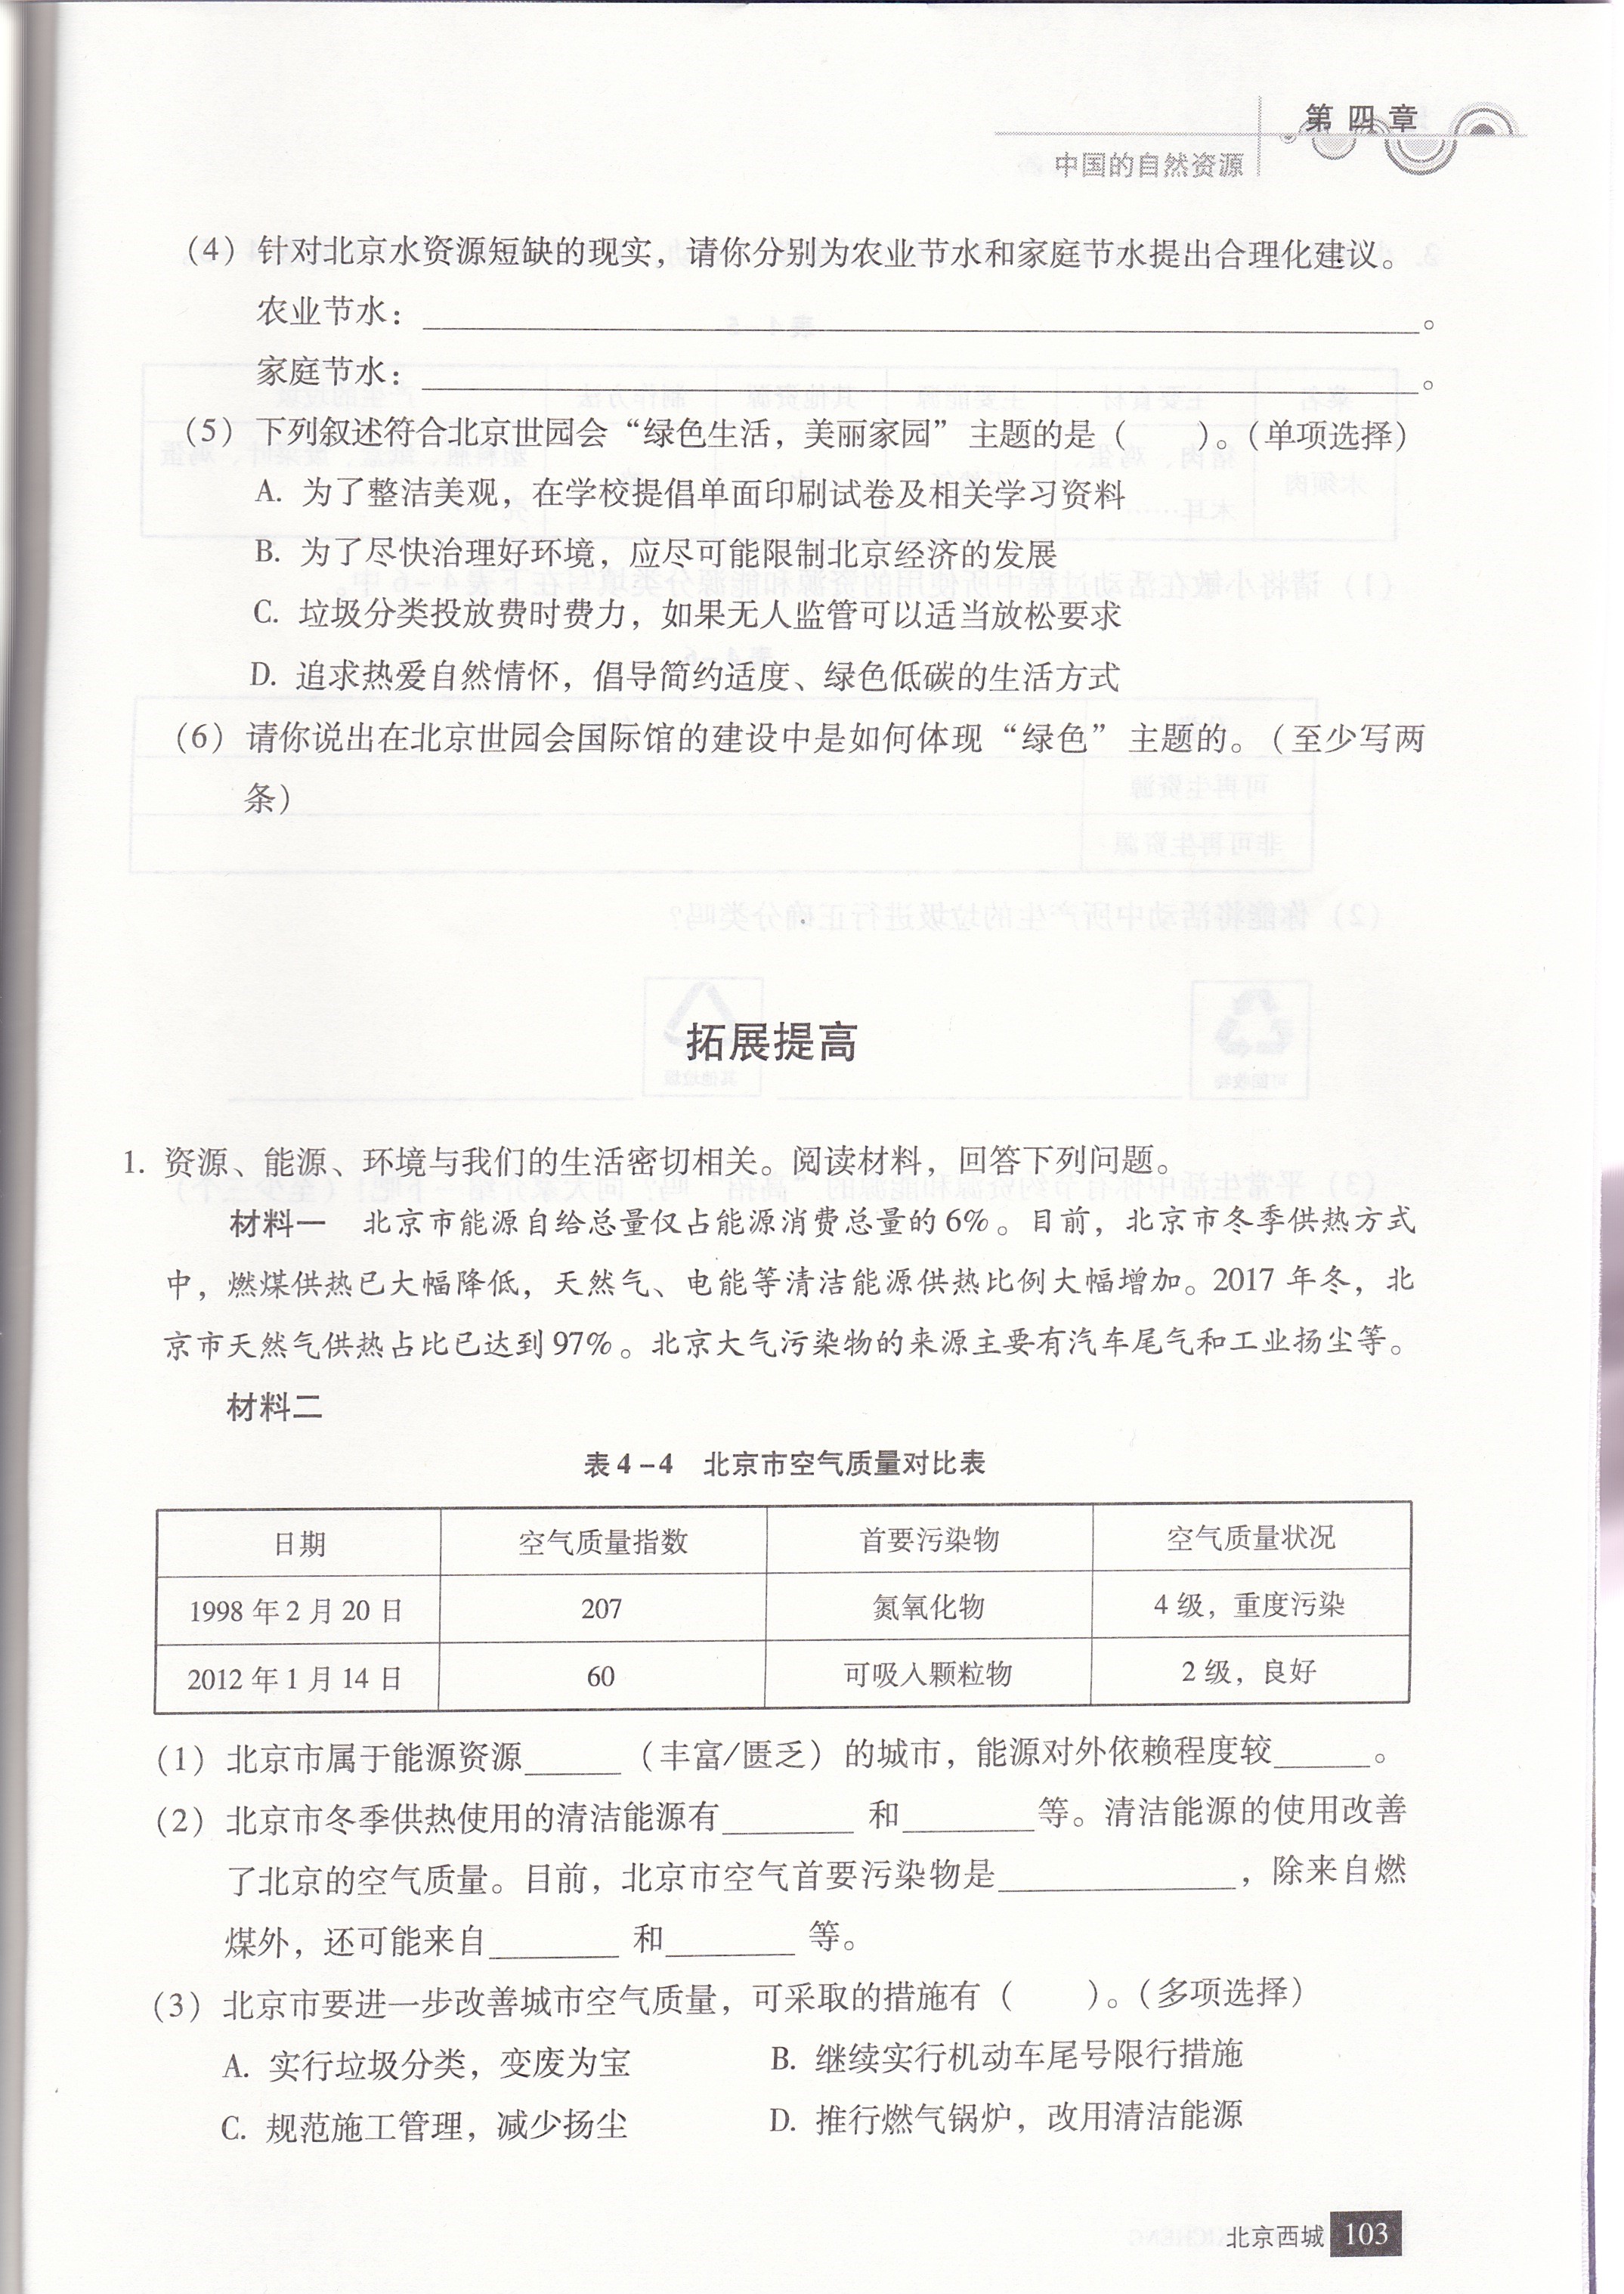 第四章
中国的自然资源
（4）针对北京水资源短缺的现实，请你分别为农业节水和家庭节水提出合理化建议。
农业节水：______。
家庭节水：______。
（5）下列叙述符合北京世园会“绿色生活，美丽家园”主题的是（　　）。（单项选择）
A. 为了整洁美观，在学校提倡单面印刷试卷及相关学习资料
B. 为了尽快治理好环境，应尽可能限制北京经济的发展
C. 垃圾分类投放费时费力，如果无人监管可以适当放松要求
D. 追求热爱自然情怀，倡导简约适度、绿色低碳的生活方式
（6）请你说出在北京世园会国际馆的建设中是如何体现“绿色”主题的。（至少写两
条）
拓展提高
1. 资源、能源、环境与我们的生活密切相关。阅读材料，回答下列问题。
材料一　北京市能源自给总量仅占能源消费总量的6%。目前，北京市冬季供热方式
中，燃煤供热已大幅降低，天然气、电能等清洁能源供热比例大幅增加。2017年冬，北
京市天然气供热占比已达到97%。北京大气污染物的来源主要有汽车尾气和工业扬尘等。
材料二
表4-4　北京市空气质量对比表
日期　空气质量指数　首要污染物　空气质量状况
1998年2月20日　207　氮氧化物　4级，重度污染
2012年1月14日　60　可吸入颗粒物　2级，良好
（1）北京市属于能源资源______（丰富/匮乏）的城市，能源对外依赖程度较______。
（2）北京市冬季供热使用的清洁能源有______和______等。清洁能源的使用改善
了北京的空气质量。目前，北京市空气首要污染物是______，除来自燃
煤外，还可能来自______和______等。
（3）北京市要进一步改善城市空气质量，可采取的措施有（　　）。（多项选择）
A. 实行垃圾分类，变废为宝　B. 继续实行机动车尾号限行措施
C. 规范施工管理，减少扬尘　D. 推行燃气锅炉，改用清洁能源
北京西城 103